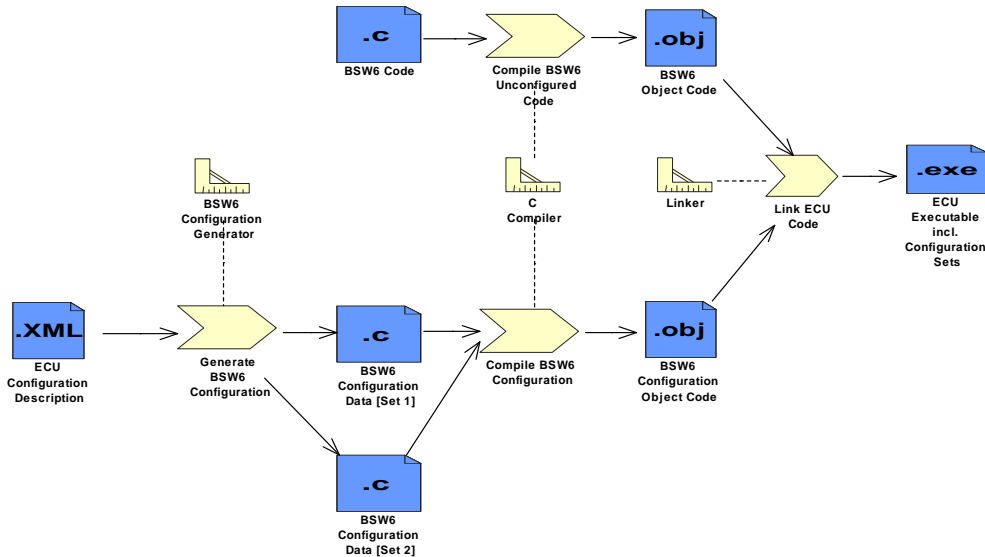 .c
BSW6 Code
Compile BSW6
Unconfigured
Code
.obj
BSW6
Object Code
BSW6
Configuration
Generator
C
Compiler
Linker
Link ECU
Code
.exe
ECU
Executable
incl.
Configuration
Sets
.XML
ECU
Configuration
Description
Generate
BSW6
Configuration
.c
BSW6
Configuration
Data [Set 1]
Compile BSW6
Configuration
.obj
BSW6
Configuration
Object Code
.c
BSW6
Configuration
Data [Set 2]